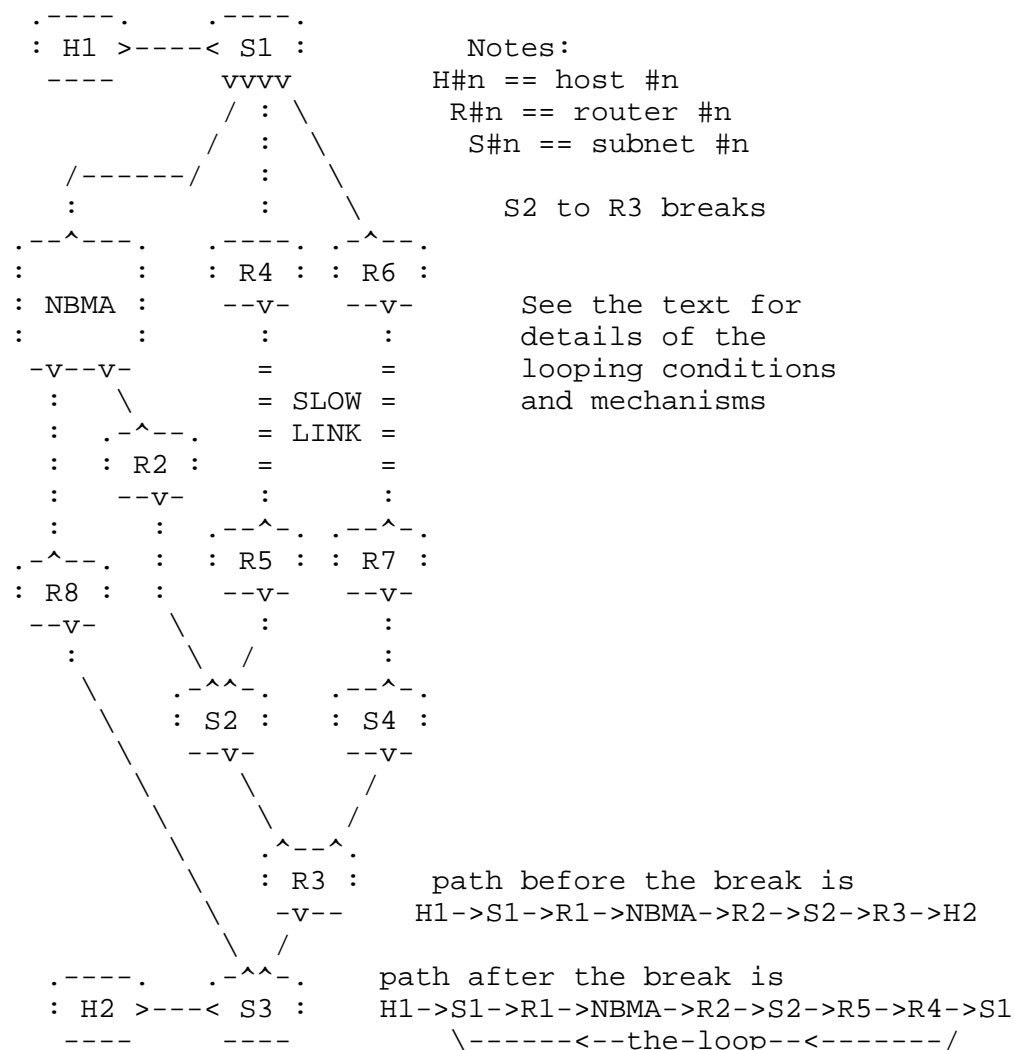 H1 S1 Notes:
H#n == host #n
R#n == router #n
S#n == subnet #n
S2 to R3 breaks
R4 R6
NBMA See the text for
details of the
looping conditions
SLOW and mechanisms
LINK
R2
R5 R7
R8
S2 S4
R3 path before the break is
H1->S1->R1->NBMA->R2->S2->R3->H2
path after the break is
H2 S3 H1->S1->R1->NBMA->R2->S2->R5->R4->S1
\------<--the-loop--<-------/